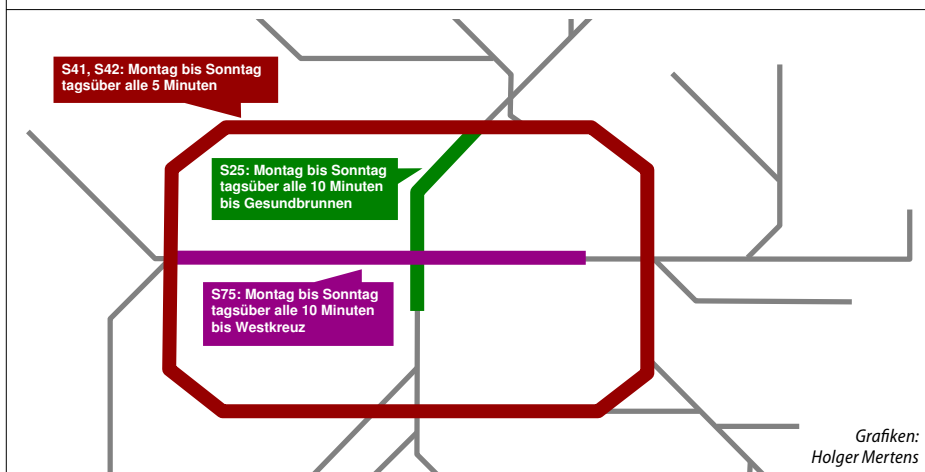 S41, S42: Montag bis Sonntag
tagsüber alle 5 Minuten
S25: Montag bis Sonntag
tagsüber alle 10 Minuten
bis Gesundbrunnen
S75: Montag bis Sonntag
tagsüber alle 10 Minuten
bis Westkreuz
Grafiken:
Holger Mertens